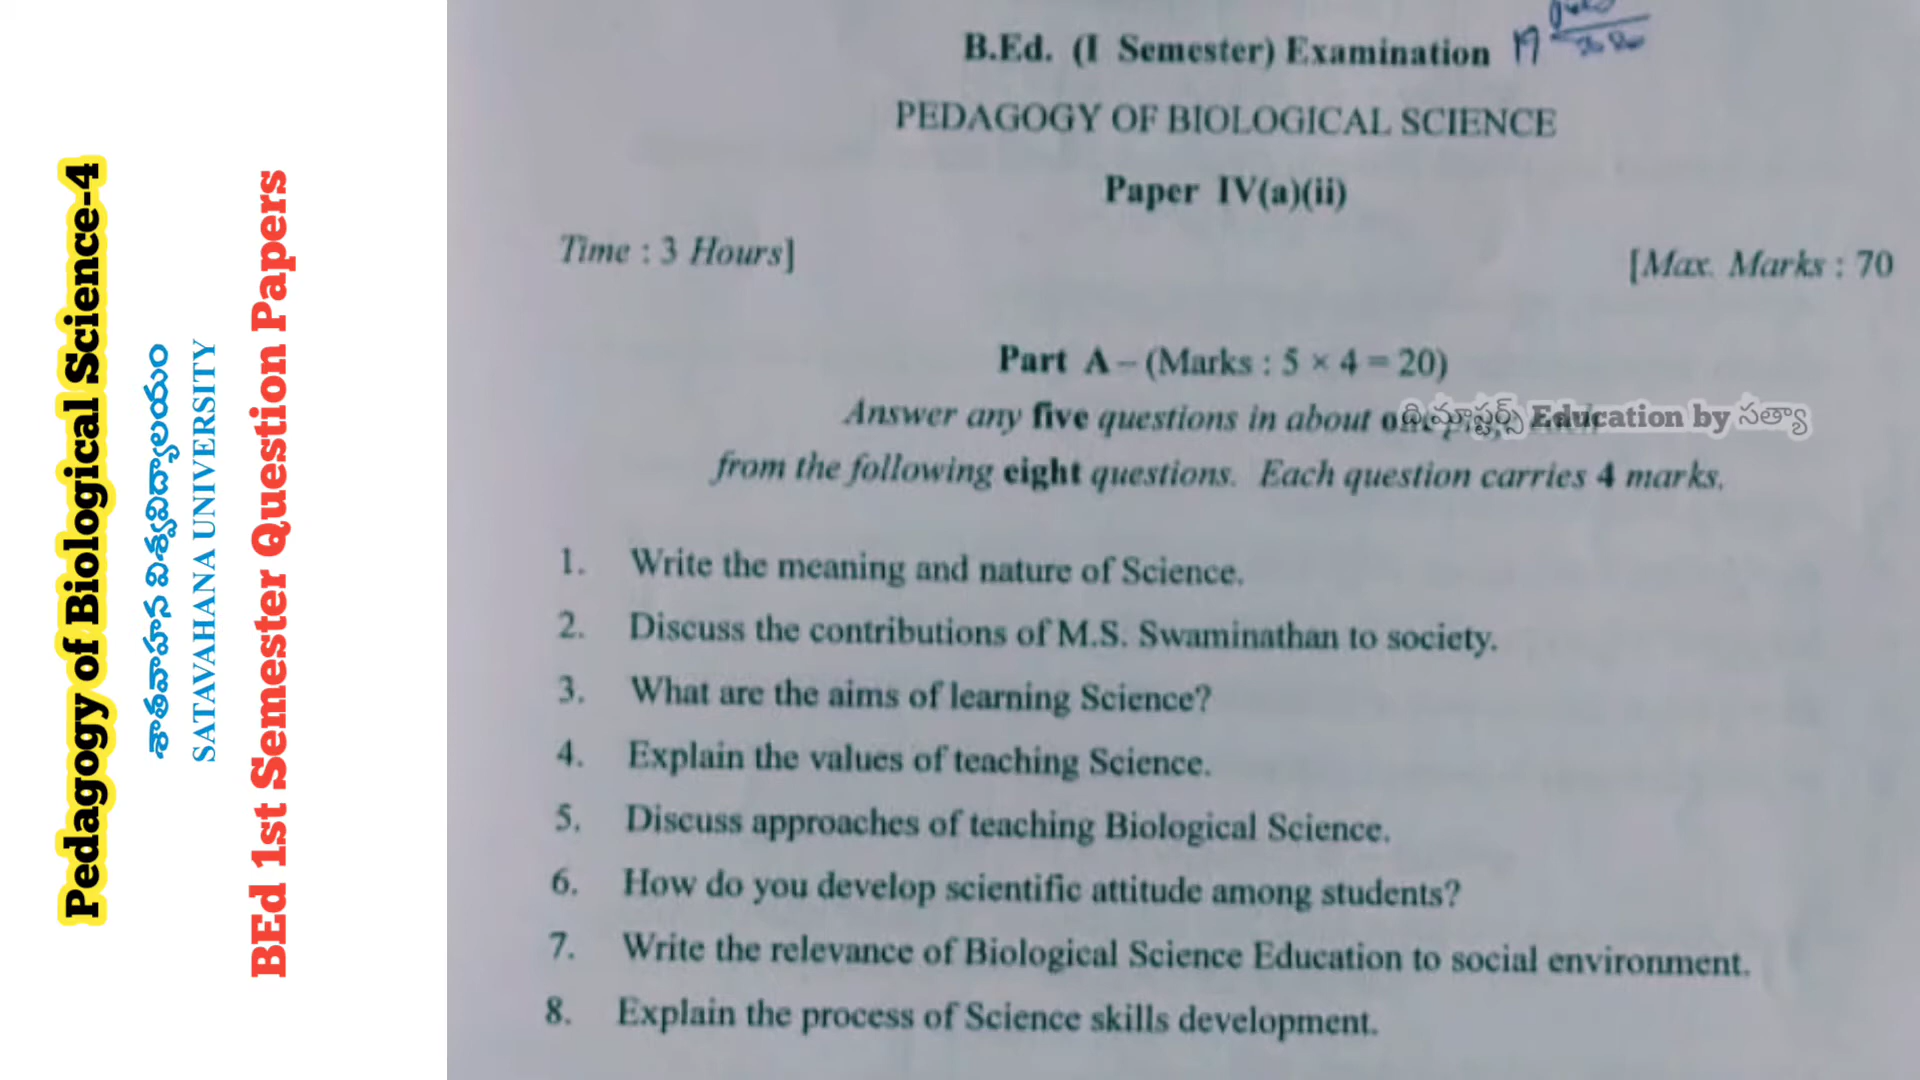 Pedagogy of Biological Science-4
శాతవాహన విశ్వవిద్యాలయం
SATAVAHANA UNIVERSITY
BEd 1st Semester Question Papers
B.Ed. (I Semester) Examination 19
PEDAGOGY OF BIOLOGICAL SCIENCE
Paper IV(a)(ii)
Time : 3 Hours]
[Max. Marks : 70
Part A – (Marks : 5 × 4 = 20)
Answer any five questions in about
ది మాస్టర్స్ Education by సత్యా
from the following eight questions. Each question carries 4 marks.
1. Write the meaning and nature of Science.
2. Discuss the contributions of M.S. Swaminathan to society.
3. What are the aims of learning Science?
4. Explain the values of teaching Science.
5. Discuss approaches of teaching Biological Science.
6. How do you develop scientific attitude among students?
7. Write the relevance of Biological Science Education to social environment.
8. Explain the process of Science skills development.